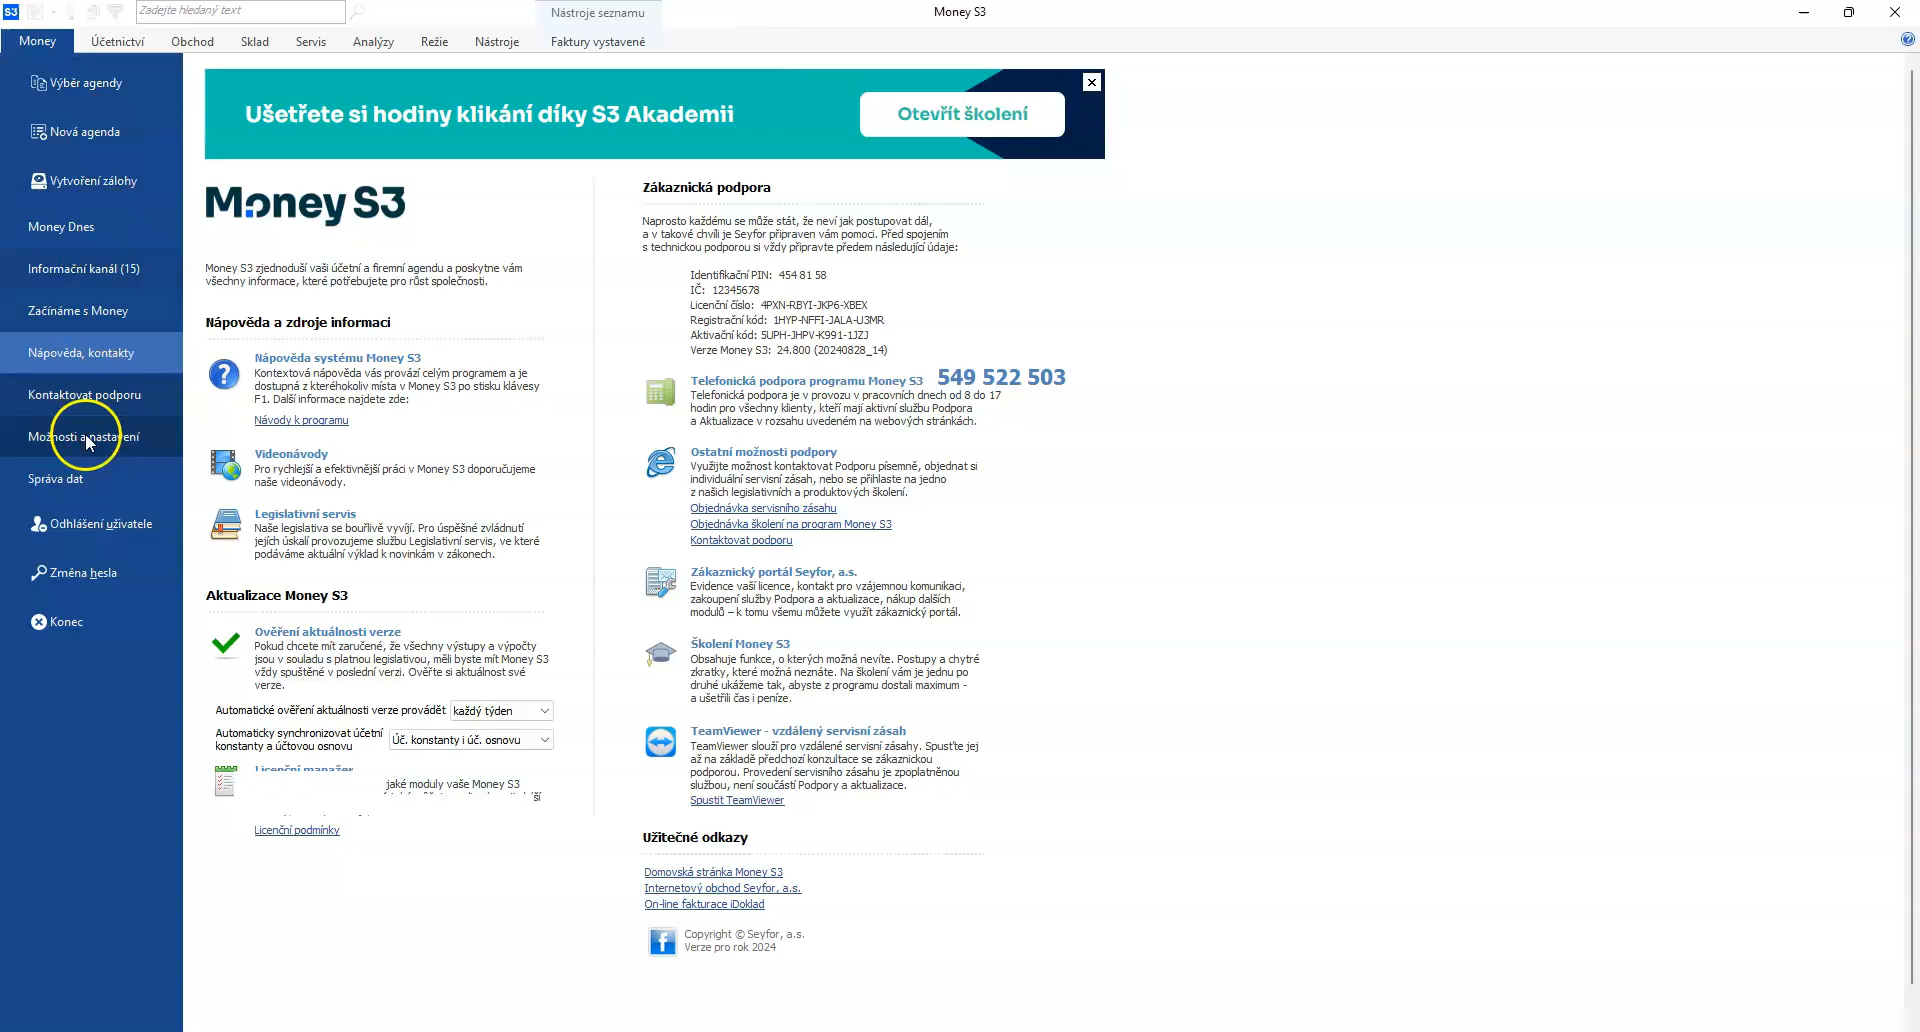 S3
Zadejte hledaný text
Nástroje seznamu
Money S3
Money
Účetnictví
Obchod
Sklad
Servis
Analýzy
Režie
Nástroje
Faktury vystavené
Výběr agendy
Nová agenda
Vytvoření zálohy
Money Dnes
Informační kanál (15)
Začínáme s Money
Nápověda, kontakty
Kontaktovat podporu
Možnosti a nastavení
Správa dat
Odhlášení uživatele
Změna hesla
Konec
Ušetřete si hodiny klikání díky S3 Akademii
Otevřít školení
Money S3
Money S3 zjednoduší vaši účetní a firemní agendu a poskytne vám
všechny informace, které potřebujete pro růst společnosti.
Nápověda a zdroje informací
Nápověda systému Money S3
Kontextová nápověda vás provází celým programem a je
dostupná z kteréhokoliv místa v Money S3 po stisku klávesy
F1. Další informace najdete zde:
Návody k programu
Videonávody
Pro rychlejší a efektivnější práci v Money S3 doporučujeme
naše videonávody.
Legislativní servis
Naše legislativa se bouřlivě vyvíjí. Pro úspěšné zvládnutí
jejích úskalí provozujeme službu Legislativní servis, ve které
podáváme aktuální výklad k novinkám v zákonech.
Aktualizace Money S3
Ověření aktuálnosti verze
Pokud chcete mít zaručené, že všechny výstupy a výpočty
jsou v souladu s platnou legislativou, měli byste mít Money S3
vždy spuštěné v poslední verzi. Ověřte si aktuálnost své
verze.
Automatické ověření aktuálnosti verze provádět
každý týden
Automaticky synchronizovat účetní
konstanty a účtovou osnovu
Úč. konstanty i úč. osnovu
Licenční manažer
jaké moduly vaše Money S3
Licenční podmínky
Zákaznická podpora
Naprosto každému se může stát, že neví jak postupovat dál,
a v takové chvíli je Seyfor připraven vám pomoci. Před spojením
s technickou podporou si vždy připravte předem následující údaje:
Identifikační PIN: 454 81 58
IČ: 12345678
Licenční číslo: 4PXN-RBYI-JKP6-XBEX
Registrační kód: 1HYP-NFFI-JALA-U3MR
Aktivační kód: 5UPH-JHPV-K991-1JZJ
Verze Money S3: 24.800 (20240828_14)
Telefonická podpora programu Money S3 549 522 503
Telefonická podpora je v provozu v pracovních dnech od 8 do 17
hodin pro všechny klienty, kteří mají aktivní službu Podpora
a Aktualizace v rozsahu uvedeném na webových stránkách.
Ostatní možnosti podpory
Využijte možnost kontaktovat Podporu písemně, objednat si
individuální servisní zásah, nebo se přihlaste na jedno
z našich legislativních a produktových školení.
Objednávka servisního zásahu
Objednávka školení na program Money S3
Kontaktovat podporu
Zákaznický portál Seyfor, a.s.
Evidence vaší licence, kontakt pro vzájemnou komunikaci,
zakoupení služby Podpora a aktualizace, nákup dalších
modulů – k tomu všemu můžete využít zákaznický portál.
Školení Money S3
Obsahuje funkce, o kterých možná nevíte. Postupy a chytré
zkratky, které možná neznáte. Na školení vám je jednu po
druhé ukážeme tak, abyste z programu dostali maximum -
a ušetřili čas i peníze.
TeamViewer - vzdálený servisní zásah
TeamViewer slouží pro vzdálené servisní zásahy. Spusťte jej
až na základě předchozí konzultace se zákaznickou
podporou. Provedení servisního zásahu je zpoplatněnou
službou, není součástí Podpory a aktualizace.
Spustit TeamViewer
Užitečné odkazy
Domovská stránka Money S3
Internetový obchod Seyfor, a.s.
On-line fakturace iDoklad
Copyright © Seyfor, a.s.
Verze pro rok 2024